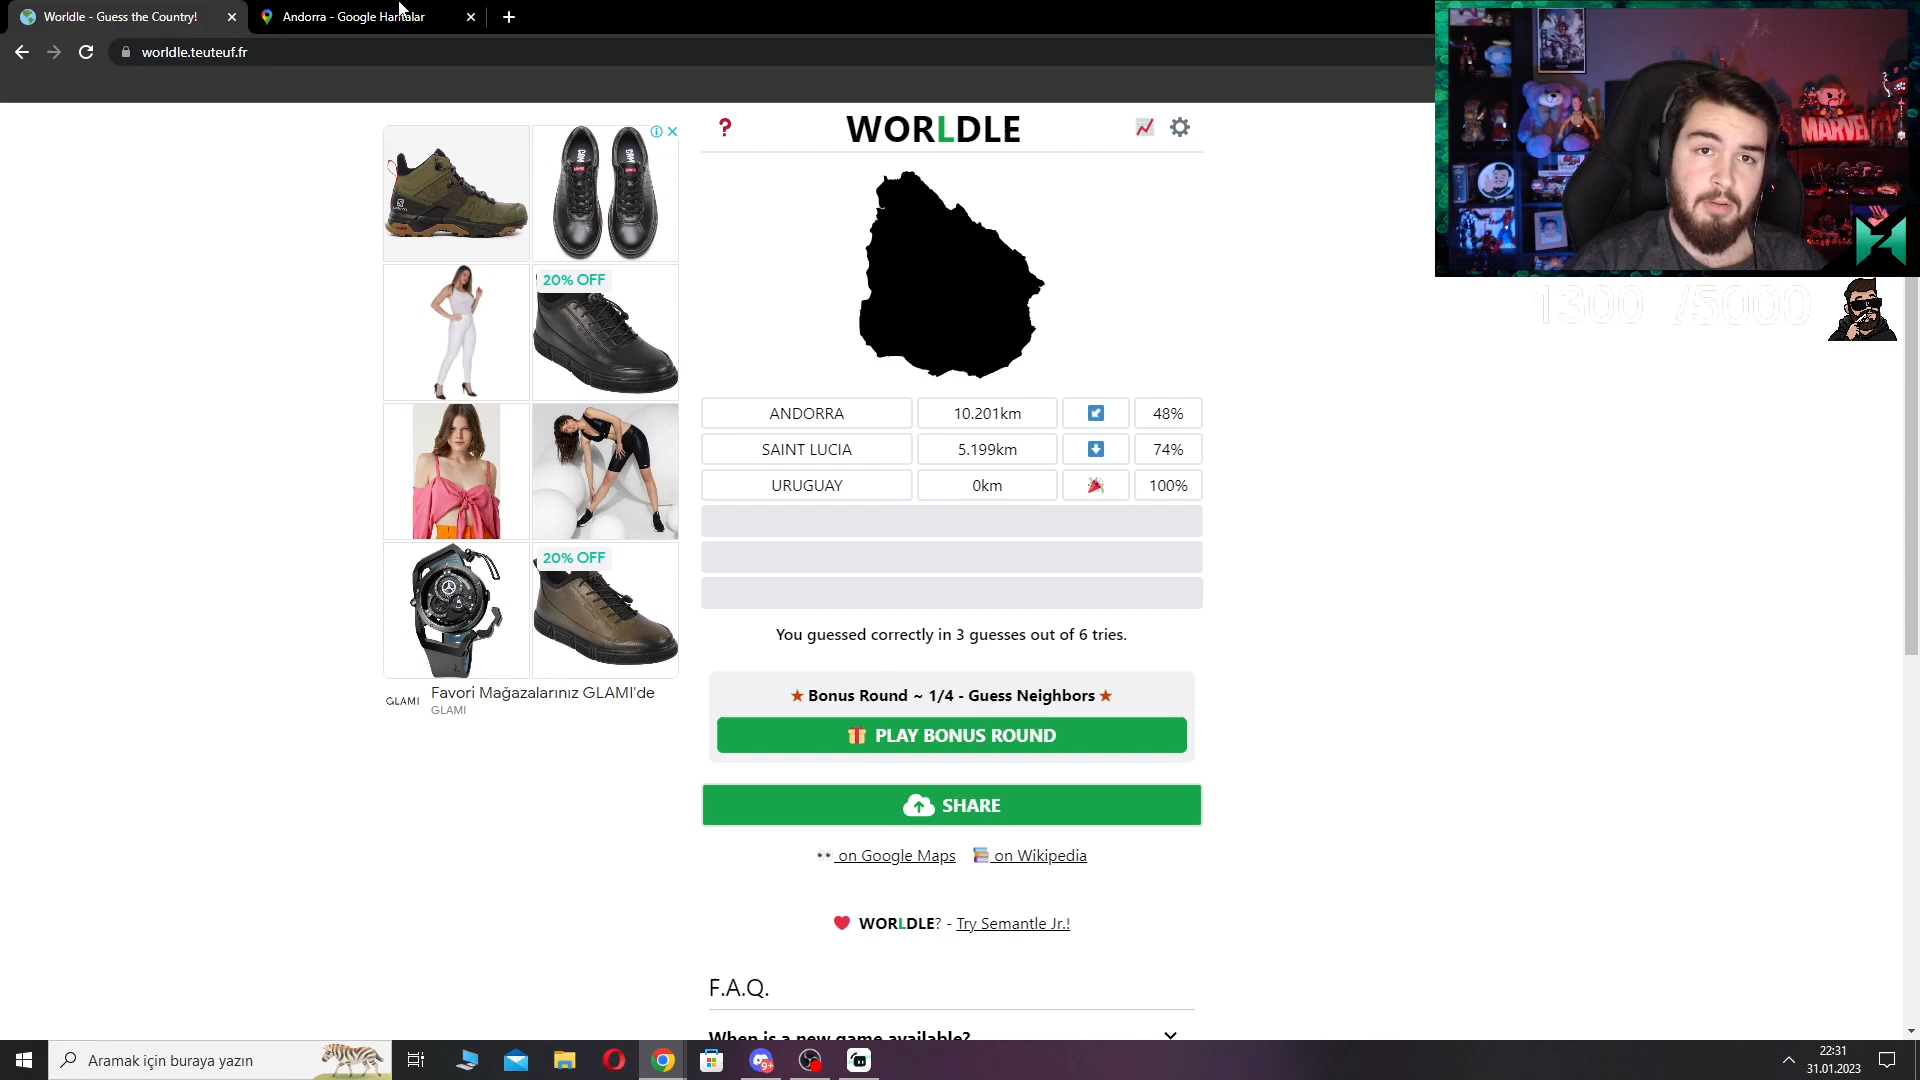 Worldle - Guess the Country!
Andorra - Google Haritalar
worldle.teuteuf.fr
WORLDLE
MARVEL
1300 /5000
20% OFF
ANDORRA 10.201km 48%
SAINT LUCIA 5.199km 74%
URUGUAY 0km 100%
20% OFF
You guessed correctly in 3 guesses out of 6 tries.
Favori Mağazalarınız GLAMI'de
GLAMI
GLAMI
Bonus Round ~ 1/4 - Guess Neighbors
PLAY BONUS ROUND
SHARE
on Google Maps on Wikipedia
WORLDLE? - Try Semantle Jr.!
F.A.Q.
When is a new game available?
Aramak için buraya yazın
9+
22:31
31.01.2023